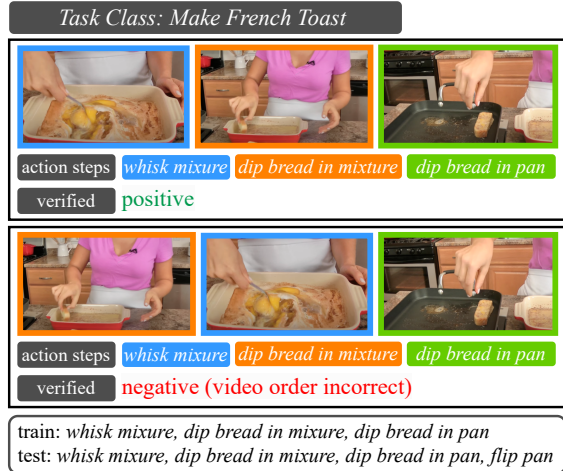 Task Class: Make French Toast
action steps whisk mixure dip bread in mixture dip bread in pan
verified positive
action steps whisk mixure dip bread in mixture dip bread in pan
verified negative (video order incorrect)
train: whisk mixure, dip bread in mixure, dip bread in pan
test: whisk mixure, dip bread in mixure, dip bread in pan, flip pan